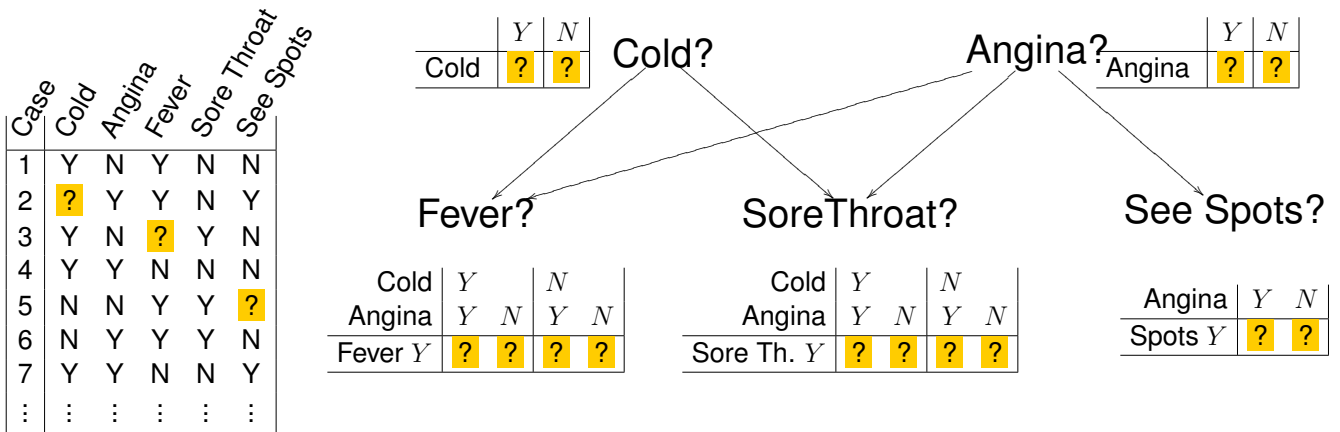 Case Cold Angina Fever Sore Throat See Spots
1 Y N Y N N
2 ? Y Y N Y
3 Y N ? Y N
4 Y Y N N N
5 N N Y Y ?
6 N Y Y Y N
7 Y Y N N Y
⋮ ⋮ ⋮ ⋮ ⋮ ⋮
Y N
Cold ? ?
Cold?
Angina?
Y N
Angina ? ?
Fever?
SoreThroat?
See Spots?
Cold Y N
Angina Y N Y N
Fever Y ? ? ? ?
Cold Y N
Angina Y N Y N
Sore Th. Y ? ? ? ?
Angina Y N
Spots Y ? ?